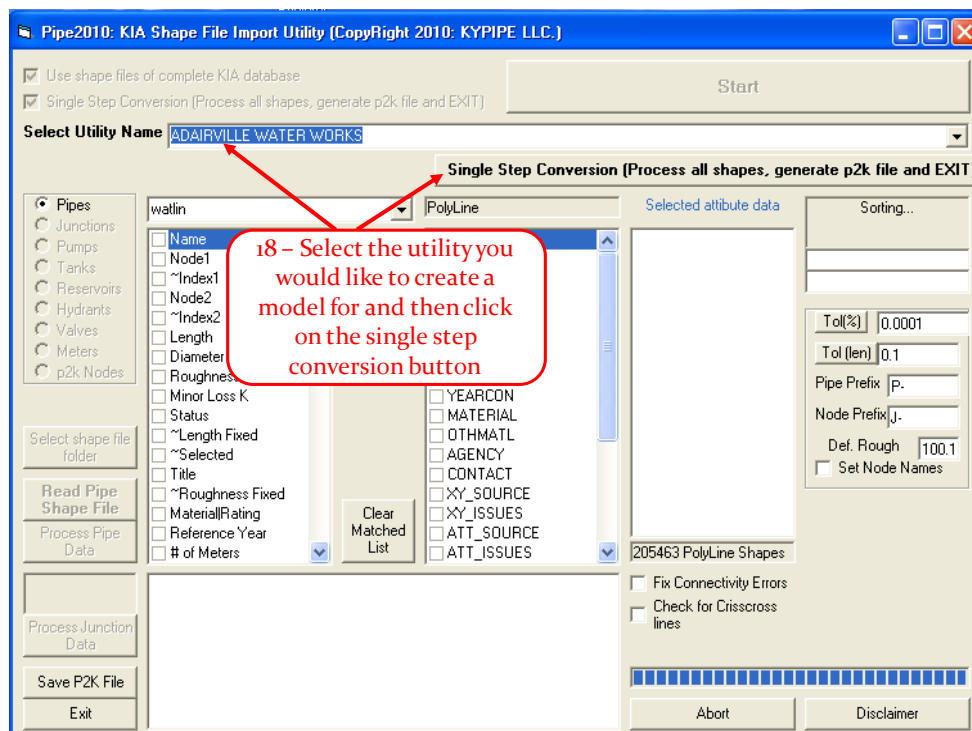 Pipe2010: KIA Shape File Import Utility (CopyRight 2010: KYPIPE LLC.)
Use shape files of complete KIA database
Single Step Conversion (Process all shapes, generate p2k file and EXIT)
Start
Select Utility Name ADAIRVILLE WATER WORKS
Single Step Conversion (Process all shapes, generate p2k file and EXIT
Pipes
Junctions
Pumps
Tanks
Reservoirs
Hydrants
Valves
Meters
p2k Nodes
Select shape file
folder
Read Pipe
Shape File
Process Pipe
Data
Process Junction
Data
Save P2K File
Exit
watlin
Name
Node1
~Index1
Node2
~Index2
Length
Diameter
Roughness
Minor Loss K
Status
~Length Fixed
~Selected
Title
~Roughness Fixed
Material|Rating
Reference Year
# of Meters
18 – Select the utility you
would like to create a
model for and then click
on the single step
conversion button
Clear
Matched
List
PolyLine
YEARCON
MATERIAL
OTHMATL
AGENCY
CONTACT
XY_SOURCE
XY_ISSUES
ATT_SOURCE
ATT_ISSUES
Selected attibute data
205463 PolyLine Shapes
Fix Connectivity Errors
Check for Crisscross
lines
Sorting...
Tol(%) 0.0001
Tol (len) 0.1
Pipe Prefix P-
Node Prefix J-
Def. Rough 100.1
Set Node Names
Abort
Disclaimer